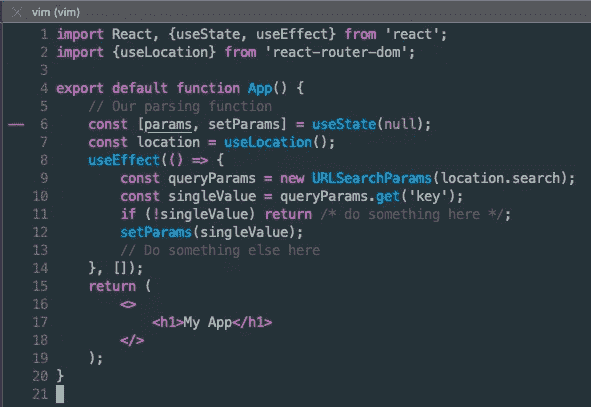 vim (vim)
1 import React, {useState, useEffect} from 'react';
2 import {useLocation} from 'react-router-dom';
3
4 export default function App() {
5     // Our parsing function
6     const [params, setParams] = useState(null);
7     const location = useLocation();
8     useEffect(() => {
9         const queryParams = new URLSearchParams(location.search);
10         const singleValue = queryParams.get('key');
11         if (!singleValue) return /* do something here */;
12         setParams(singleValue);
13         // Do something else here
14     }, []);
15     return (
16         <>
17             <h1>My App</h1>
18         </>
19     );
20 }
21